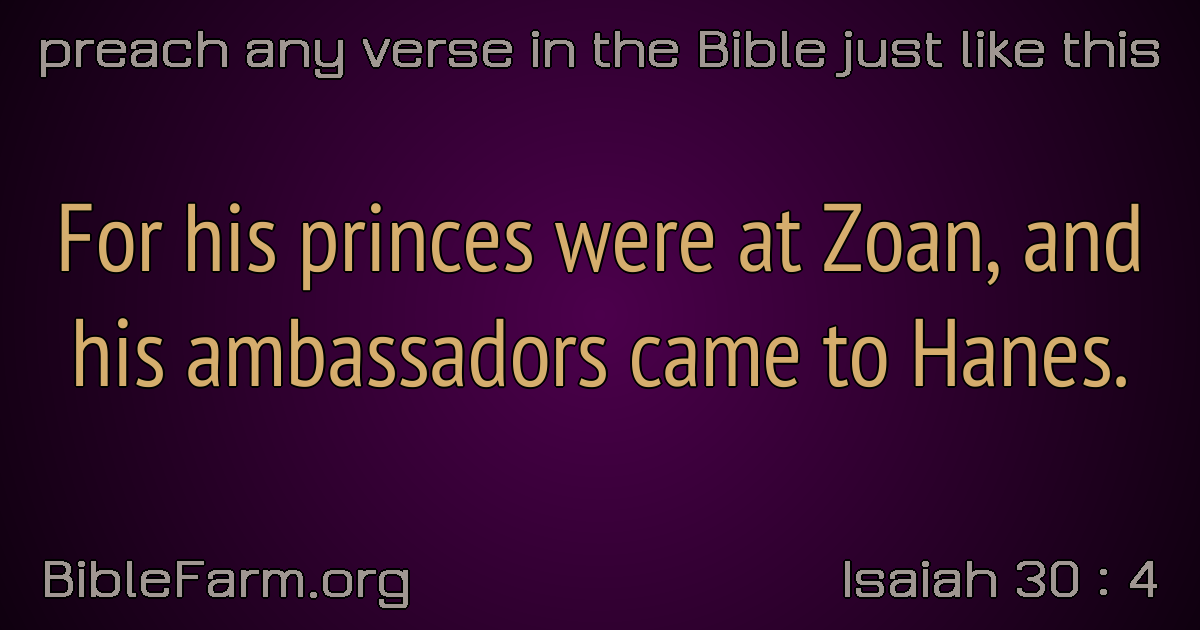 preach any verse in the Bible just like this
For his princes were at Zoan, and
his ambassadors came to Hanes.
BibleFarm.org
Isaiah 30 : 4